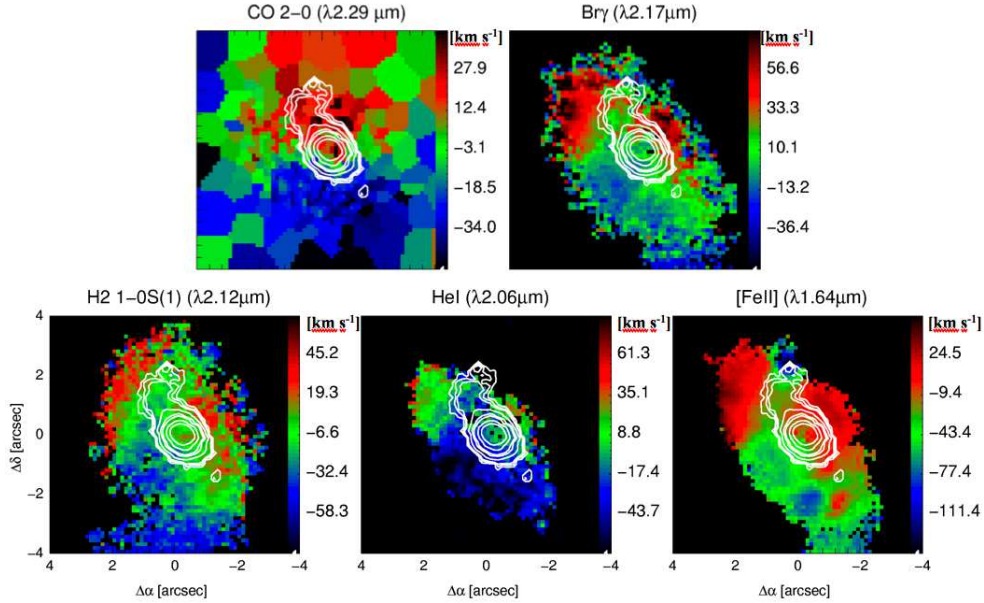 CO 2−0 (λ2.29 μm)
[km s⁻¹]
27.9
12.4
−3.1
−18.5
−34.0
Brγ (λ2.17μm)
[km s⁻¹]
56.6
33.3
10.1
−13.2
−36.4
H2 1−0S(1) (λ2.12μm)
[km s⁻¹]
45.2
19.3
−6.6
−32.2
−58.3
4
2
0
−2
−4
Δδ [arcsec]
4 2 0 −2 −4
Δα [arcsec]
HeI (λ2.06μm)
[km s⁻¹]
61.3
35.1
8.8
−17.4
−43.7
4 2 0 −2 −4
Δα [arcsec]
[FeII] (λ1.64μm)
[km s⁻¹]
24.5
−9.4
−43.4
−77.4
−111.4
4 2 0 −2 −4
Δα [arcsec]